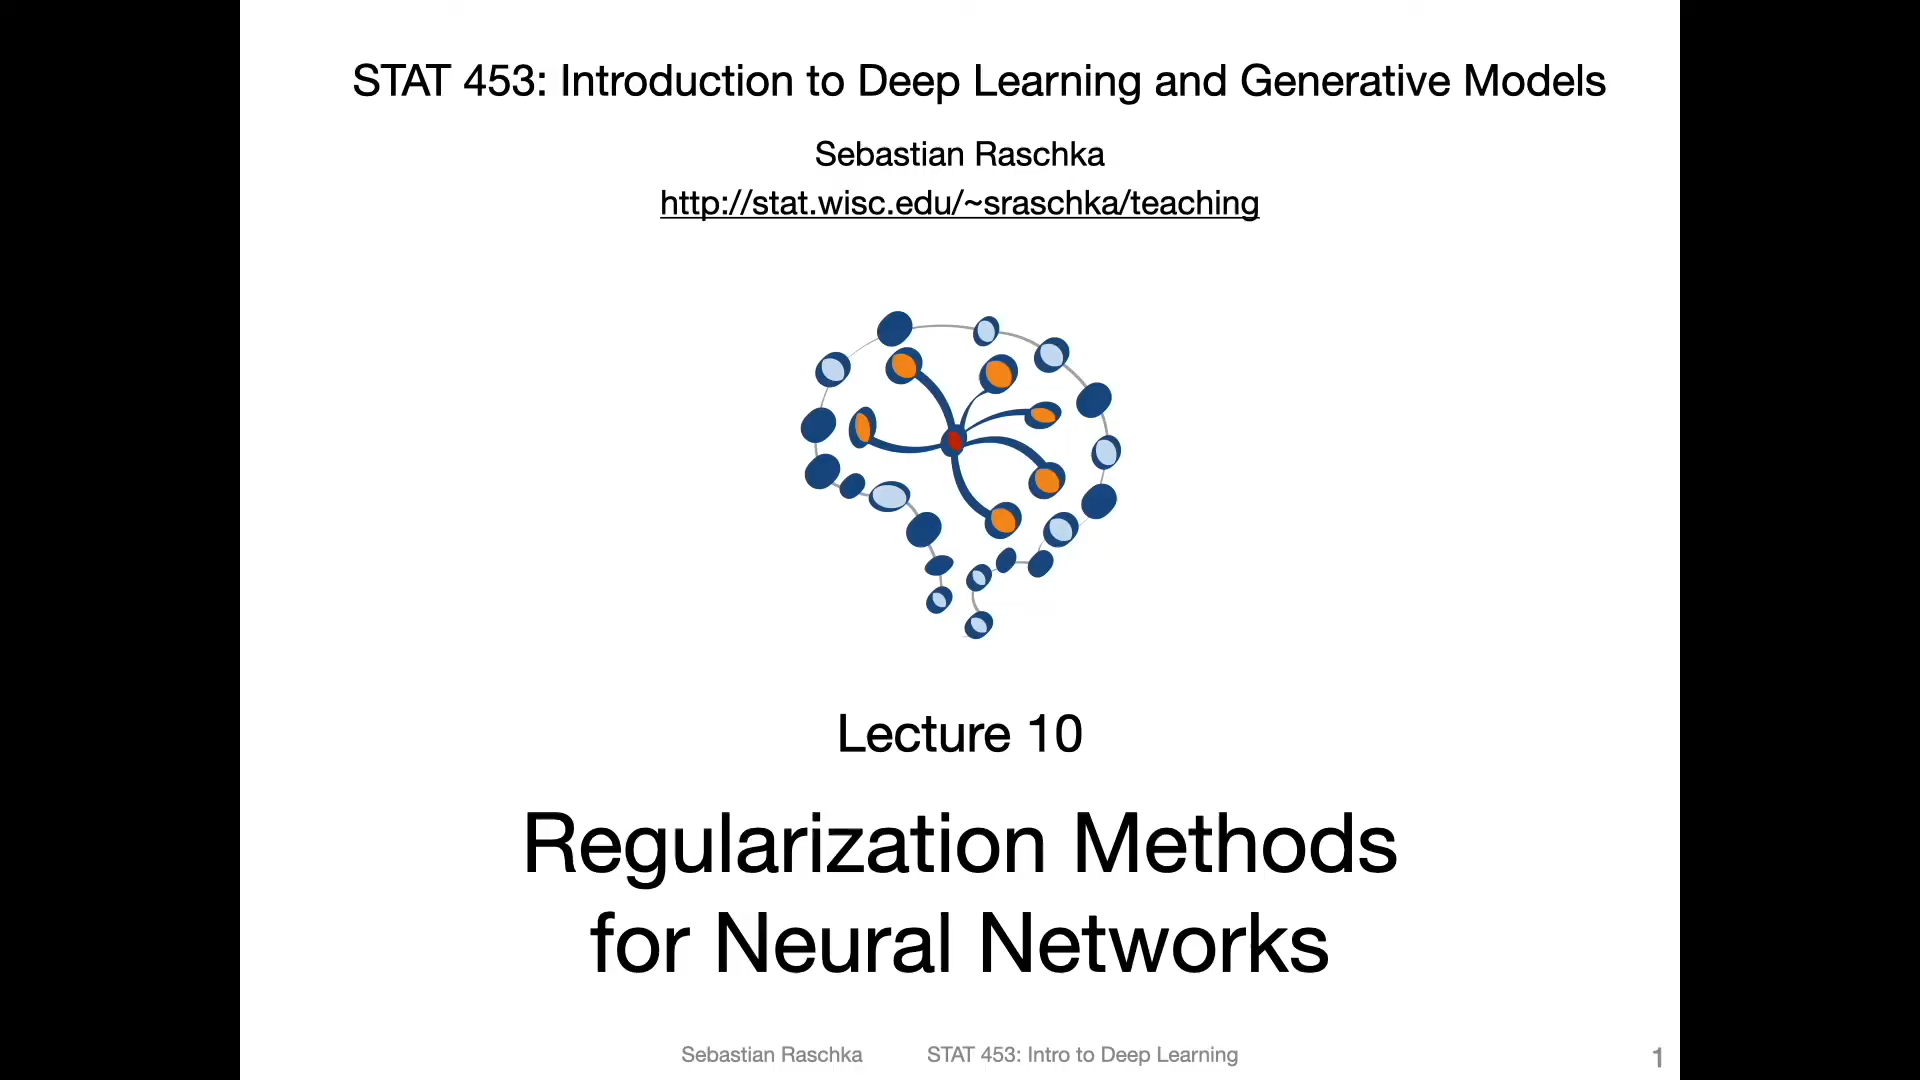 STAT 453: Introduction to Deep Learning and Generative Models
Sebastian Raschka
http://stat.wisc.edu/~sraschka/teaching
Lecture 10
Regularization Methods
for Neural Networks
Sebastian Raschka STAT 453: Intro to Deep Learning 1